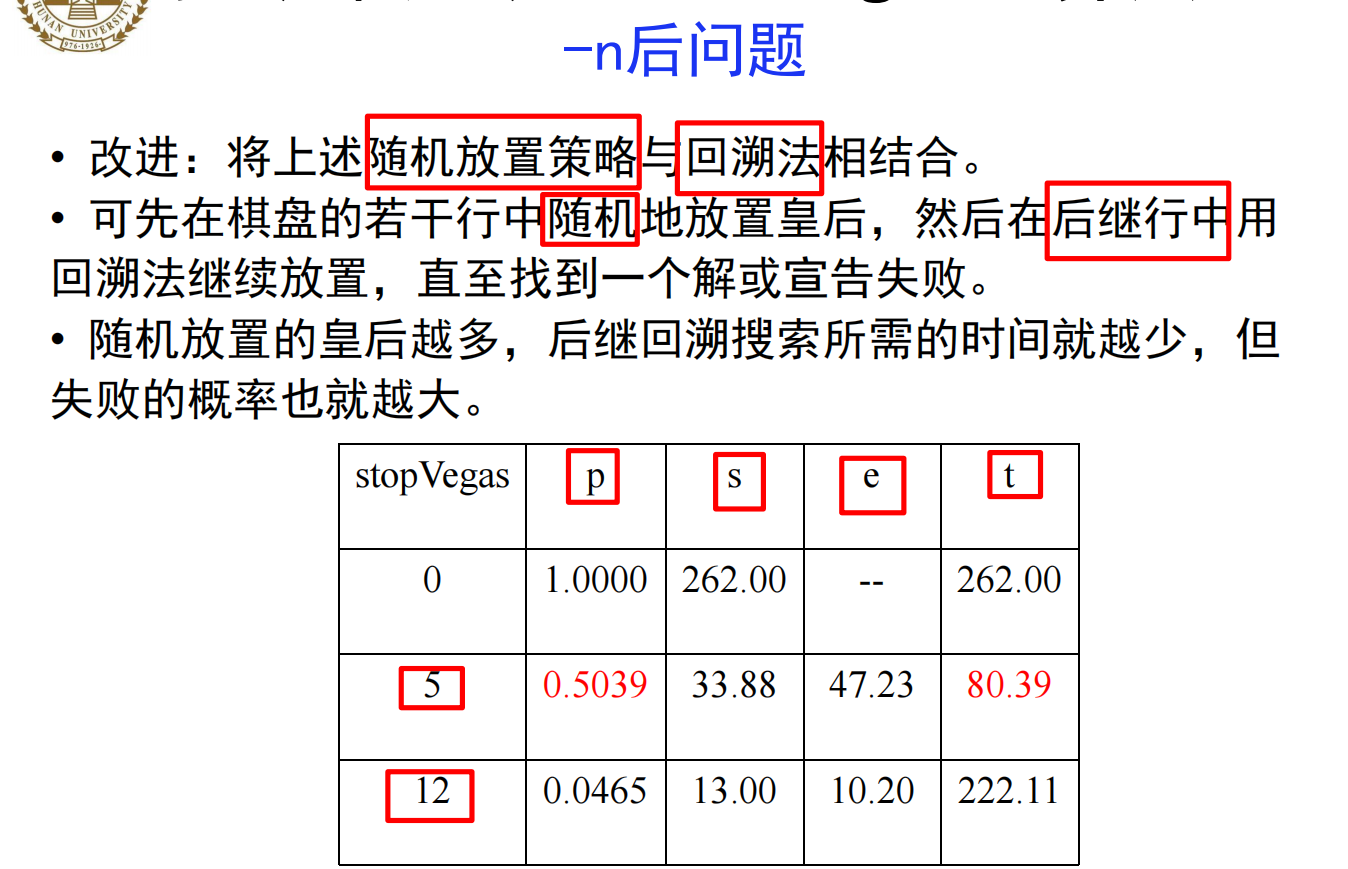 HUNAN UNIVERSITY
·976-1926·
-n后问题
• 改进：将上述随机放置策略与回溯法相结合。
• 可先在棋盘的若干行中随机地放置皇后，然后在后继行中用
回溯法继续放置，直至找到一个解或宣告失败。
• 随机放置的皇后越多，后继回溯搜索所需的时间就越少，但
失败的概率也就越大。
stopVegas p s e t
0 1.0000 262.00 -- 262.00
5 0.5039 33.88 47.23 80.39
12 0.0465 13.00 10.20 222.11